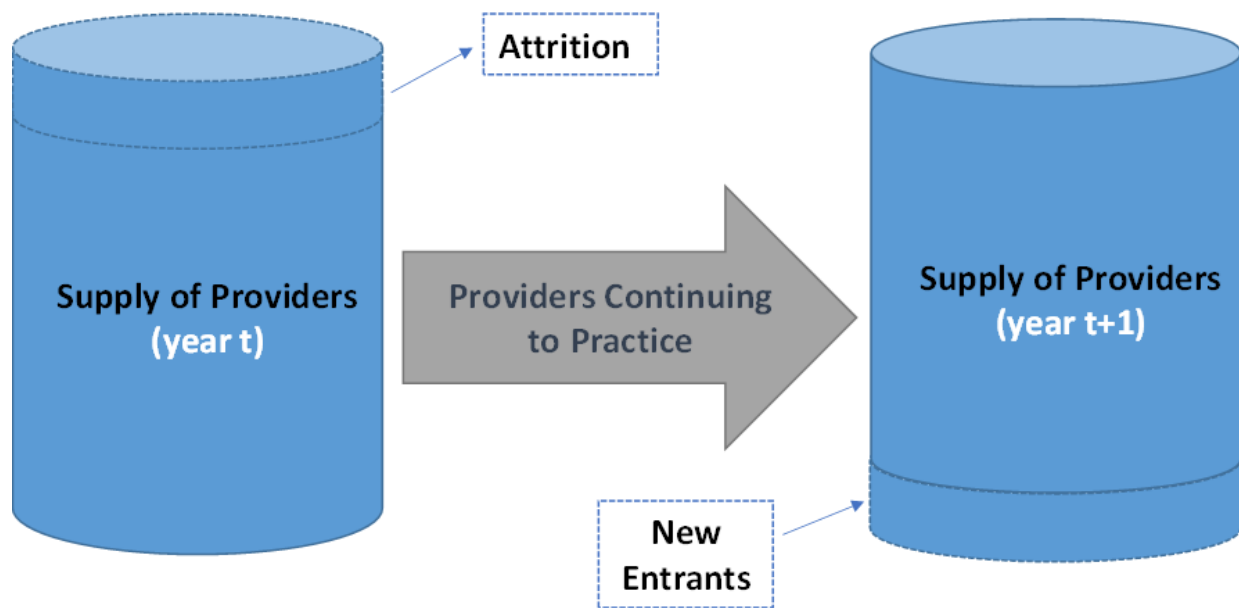 Attrition
Supply of Providers
(year t)
Providers Continuing
to Practice
Supply of Providers
(year t+1)
New
Entrants